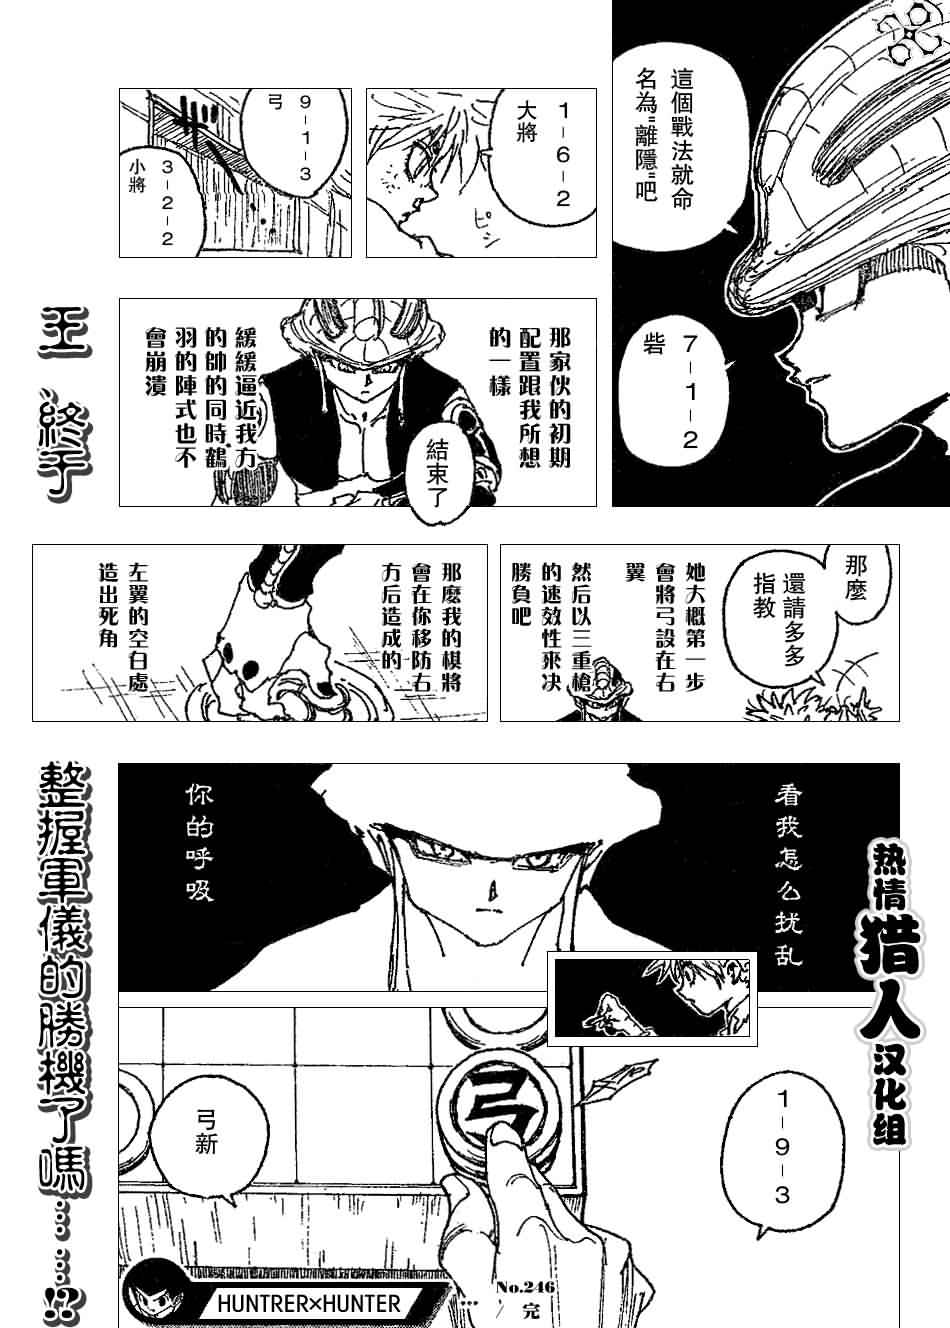 這個戰法就命
名為"離隱"吧
7-1-2
砦
1-6-2
大將
ピシ
9-1-3
弓
3-2-2
小將
那家伙的初期
配置跟我所想
的一樣
緩緩逼近我方
的帥的同時鶴
羽的陣式也不
會崩潰
結束了
王、終于
那麼
還請多多
指教
她大概第一步
會將弓設在右
翼
然后以三重槍
的速效性來决
勝負吧
那麼我的棋將
會在你移防右
方后造成的
左翼的空白處
造出死角
看我怎么扰乱
你的呼吸
1-9-3
弓
弓新
整握軍儀的勝機了嗎……!?
热情猎人汉化组
HUNTRER×HUNTER
No.246
完